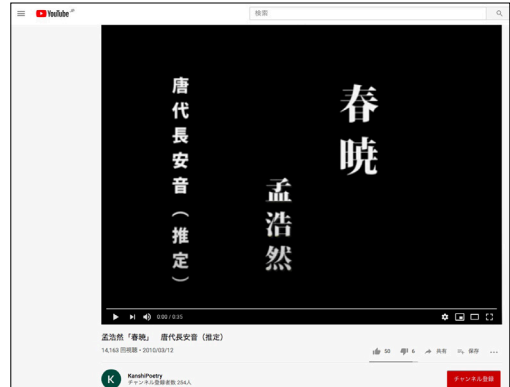 YouTube JP
検索
春暁
孟浩然
唐代長安音（推定）
0:00 / 0:35
孟浩然「春暁」 唐代長安音（推定）
14,163 回視聴・2010/03/12
50
6
共有
保存
K
KanshiPoetry
チャンネル登録者数 254人
チャンネル登録